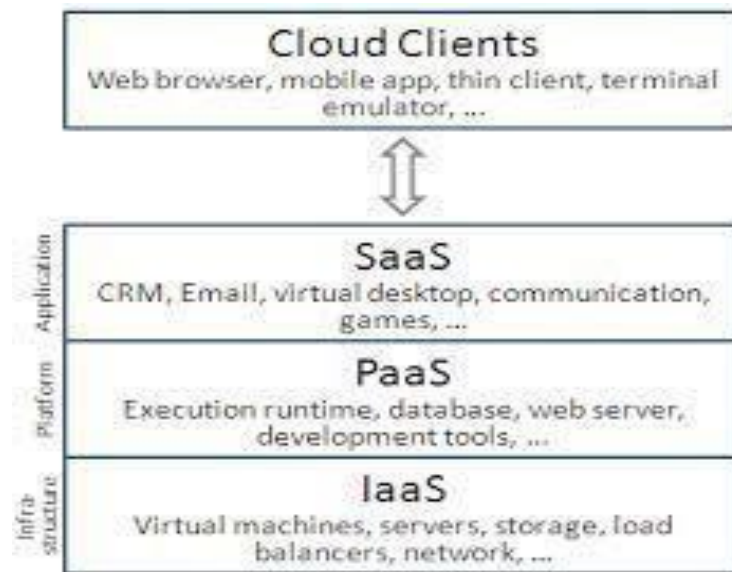 Cloud Clients
Web browser, mobile app, thin client, terminal
emulator, ...
Application
SaaS
CRM, Email, virtual desktop, communication,
games, ...
Platform
PaaS
Execution runtime, database, web server,
development tools, ...
Infra-
structure
IaaS
Virtual machines, servers, storage, load
balancers, network, ...